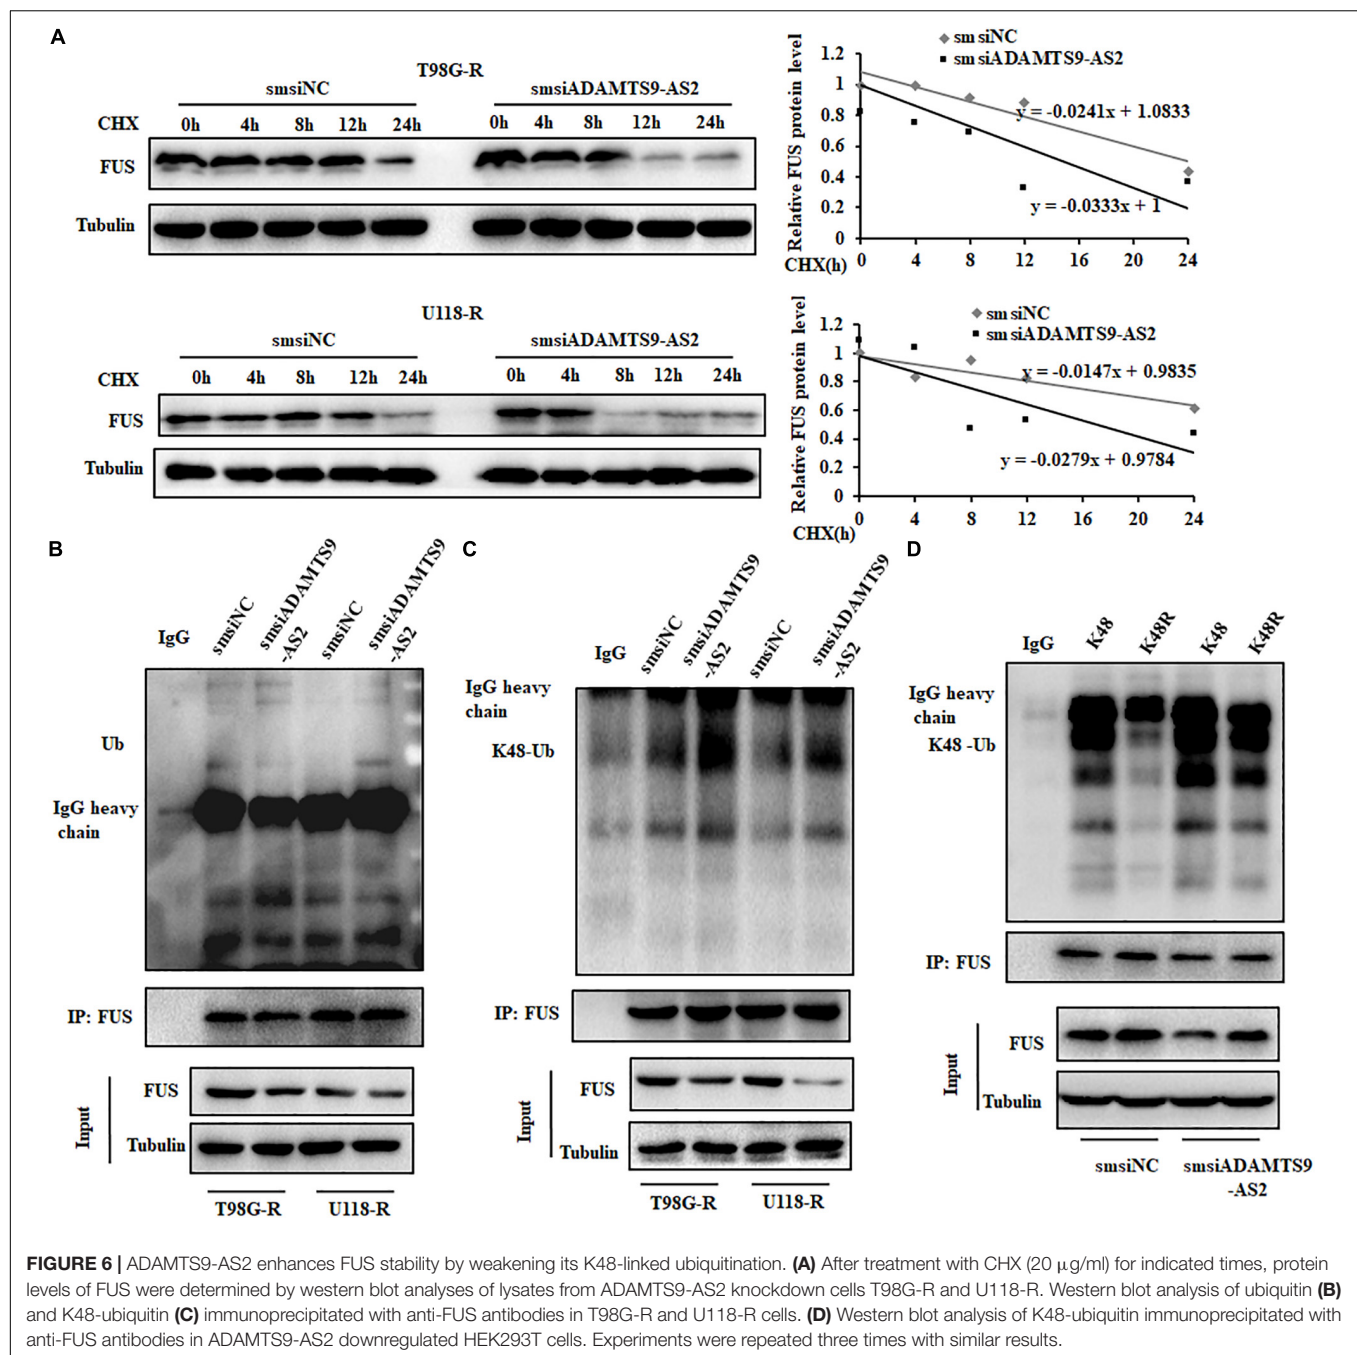 A
T98G-R
smsiNC smsiADAMTS9-AS2
CHX 0h 4h 8h 12h 24h 0h 4h 8h 12h 24h
FUS
Tubulin
smsiNC
smsiADAMTS9-AS2
Relative FUS protein level
1.2
1
0.8
0.6
0.4
0.2
0
y = -0.0241x + 1.0833
y = -0.0333x + 1
0 4 8 12 16 20 24
CHX(h)
U118-R
smsiNC smsiADAMTS9-AS2
CHX 0h 4h 8h 12h 24h 0h 4h 8h 12h 24h
FUS
Tubulin
smsiNC
smsiADAMTS9-AS2
Relative FUS protein level
1.2
1
0.8
0.6
0.4
0.2
0
y = -0.0147x + 0.9835
y = -0.0279x + 0.9784
0 4 8 12 16 20 24
CHX(h)
B
IgG smsiNC smsiADAMTS9-AS2 smsiNC smsiADAMTS9-AS2
Ub
IgG heavy
chain
IP: FUS
Input
FUS
Tubulin
T98G-R U118-R
C
IgG smsiNC smsiADAMTS9-AS2 smsiNC smsiADAMTS9-AS2
IgG heavy
chain
K48-Ub
IP: FUS
Input
FUS
Tubulin
T98G-R U118-R
D
IgG K48 K48R K48 K48R
IgG heavy
chain
K48-Ub
IP: FUS
Input
FUS
Tubulin
smsiNC smsiADAMTS9
-AS2
FIGURE 6 | ADAMTS9-AS2 enhances FUS stability by weakening its K48-linked ubiquitination. (A) After treatment with CHX (20 μg/ml) for indicated times, protein
levels of FUS were determined by western blot analyses of lysates from ADAMTS9-AS2 knockdown cells T98G-R and U118-R. Western blot analysis of ubiquitin (B)
and K48-ubiquitin (C) immunoprecipitated with anti-FUS antibodies in T98G-R and U118-R cells. (D) Western blot analysis of K48-ubiquitin immunoprecipitated with
anti-FUS antibodies in ADAMTS9-AS2 downregulated HEK293T cells. Experiments were repeated three times with similar results.